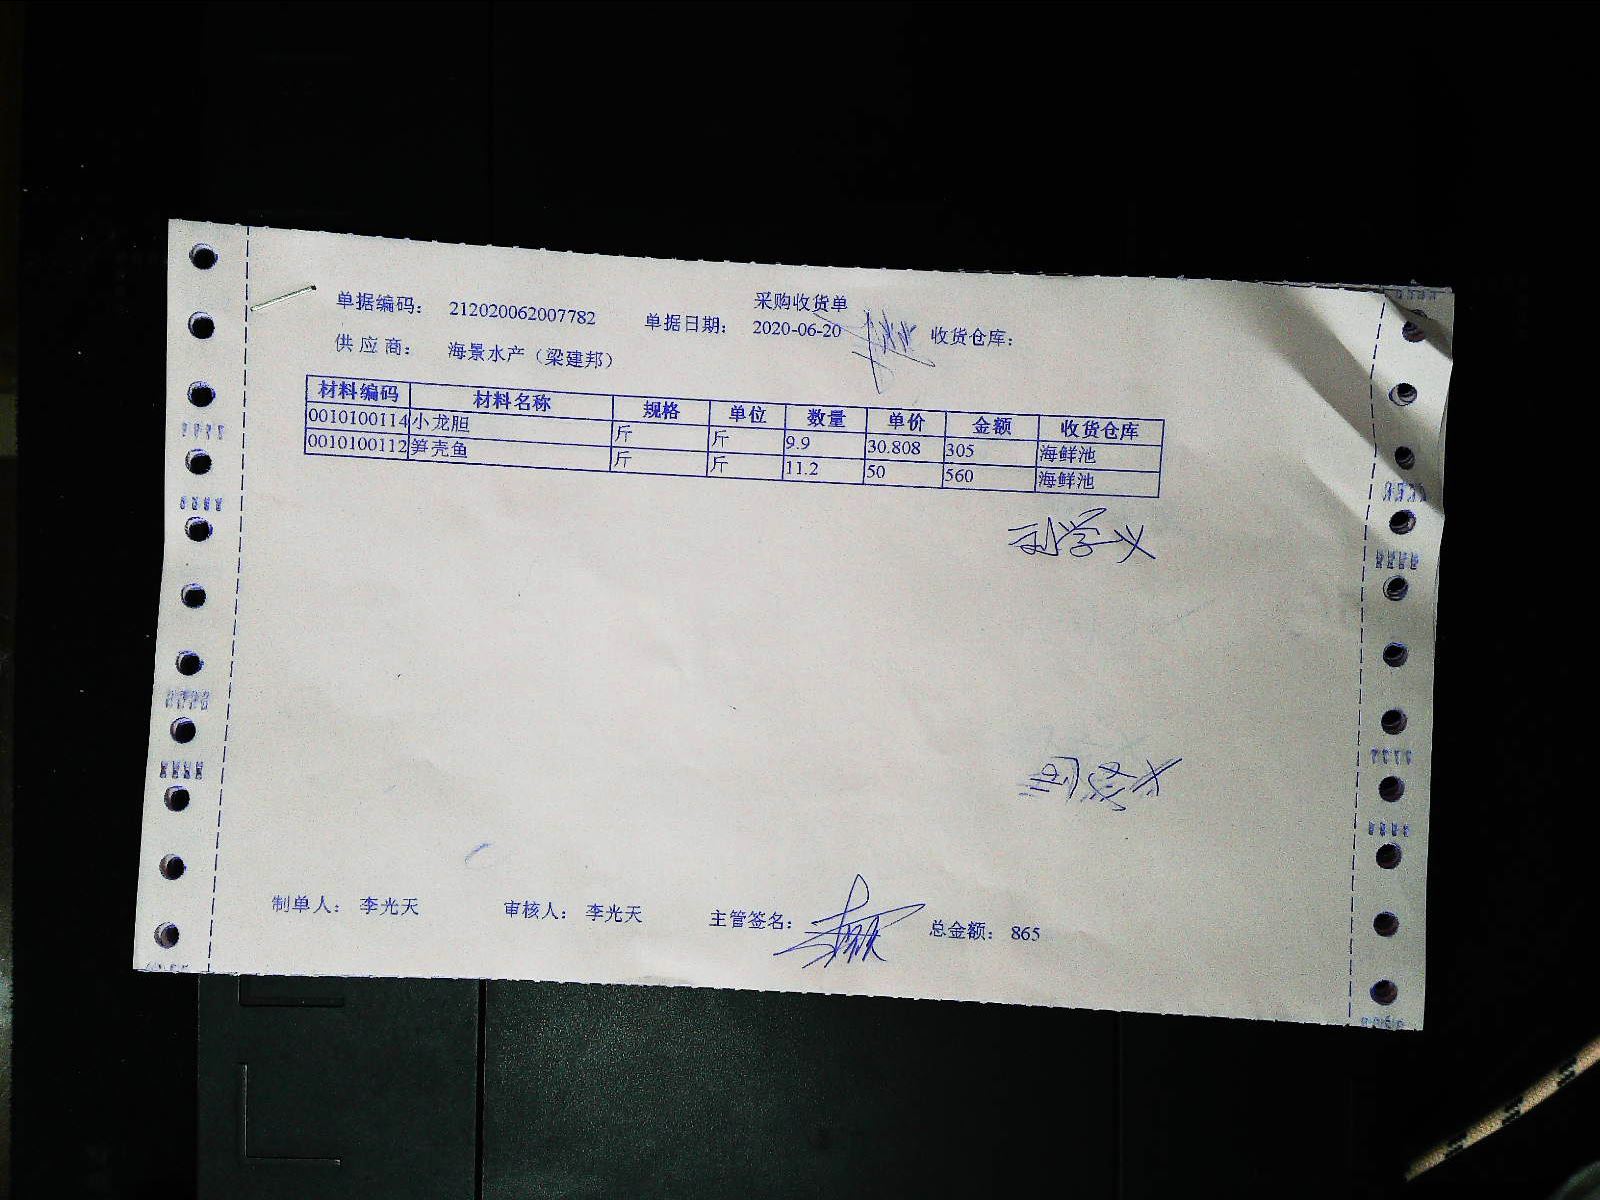 采购收货单
单据编码： 212020062007782 单据日期： 2020-06-20 收货仓库：
供 应 商： 海景水产（梁建邦）
材料编码 材料名称 规格 单位 数量 单价 金额 收货仓库
0010100114 小龙胆 斤 斤 9.9 30.808 305 海鲜池
0010100112 笋壳鱼 斤 斤 11.2 50 560 海鲜池
制单人： 李光天 审核人： 李光天 主管签名： 总金额： 865